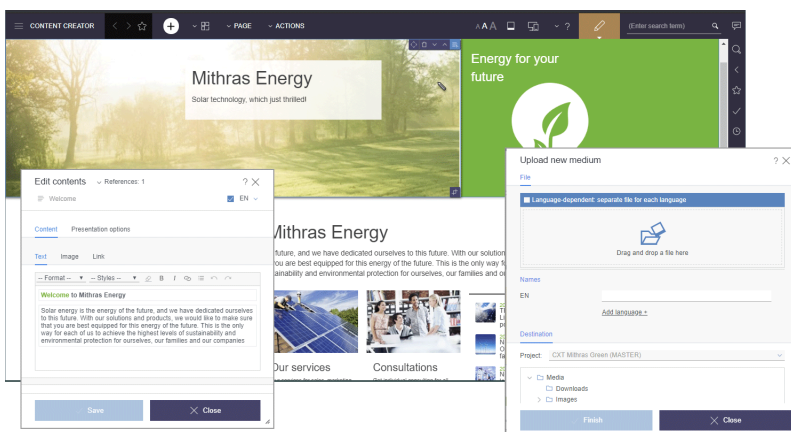 CONTENT CREATOR
PAGE
ACTIONS
A A A
?
(Enter search term)
Mithras Energy
Solar technology, which just thrilled!
Energy for your
future
Edit contents
References: 1
?
Welcome
EN
Content
Presentation options
Text
Image
Link
-- Format --
-- Styles --
B
I
Welcome to Mithras Energy
Solar energy is the energy of the future, and we have dedicated ourselves
to this future. With our solutions and products, we would like to make sure
that you are best equipped for this energy of the future. This is the only
way for each of us to achieve the highest levels of sustainability and
environmental protection for ourselves, our families and our companies
Save
Close
Mithras Energy
future, and we have dedicated ourselves to this future. With our solution
you are best equipped for this energy of the future. This is the only way f
tainability and environmental protection for ourselves, our families and ou
Our services
Consultations
Upload new medium
?
File
Language-dependent: separate file for each language
Drag and drop a file here
Names
EN
Add language +
Destination
Project:
CXT Mithras Green (MASTER)
Media
Downloads
Images
Finish
Close